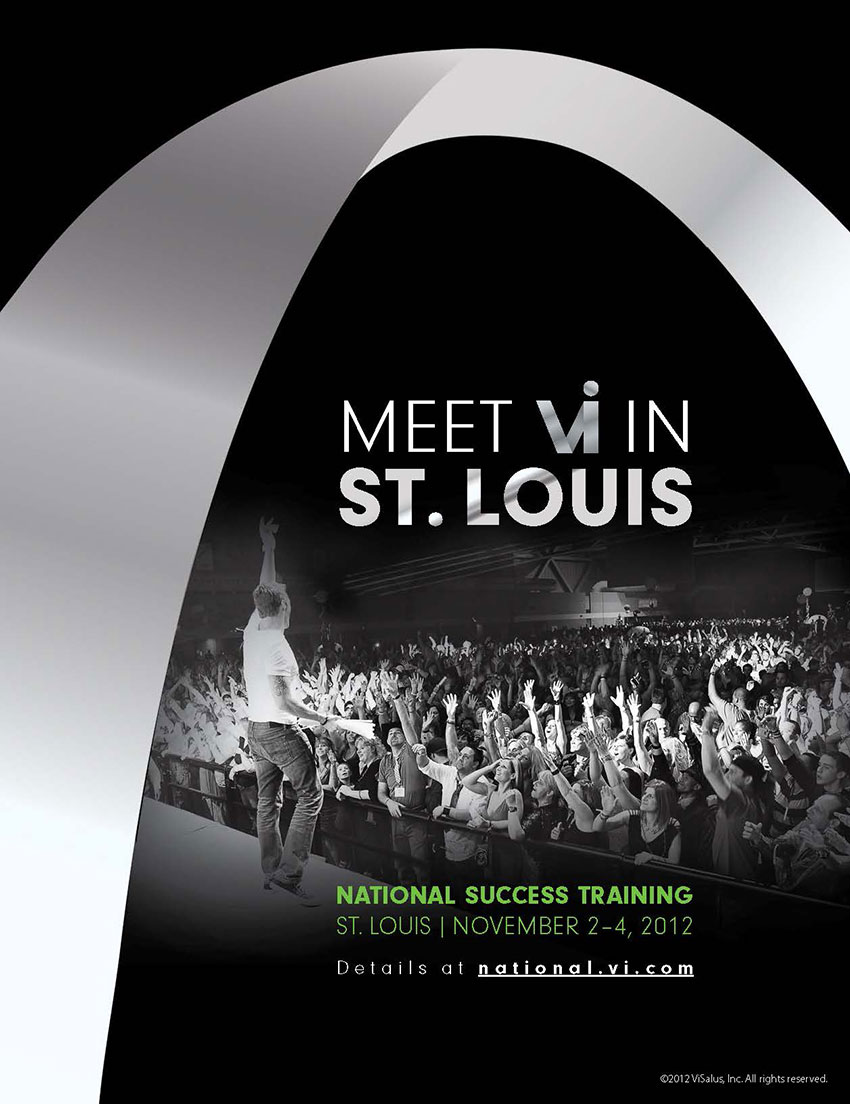 MEET Vi IN
ST. LOUIS
NATIONAL SUCCESS TRAINING
ST. LOUIS | NOVEMBER 2–4, 2012
Details at national.vi.com
©2012 ViSalus, Inc. All rights reserved.